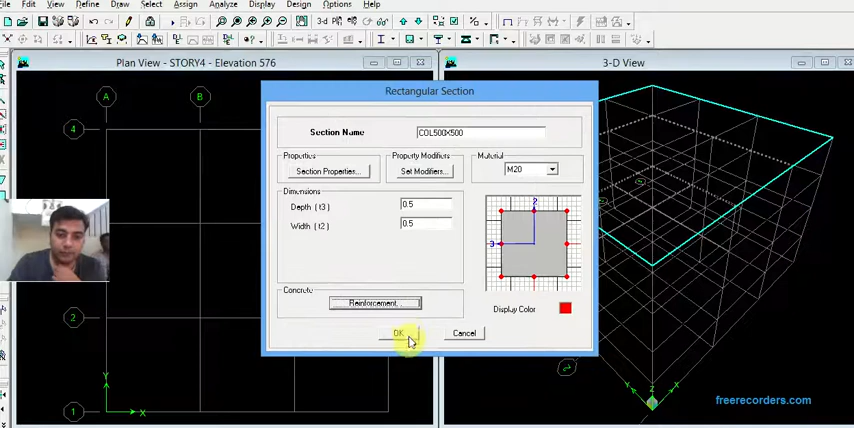 File Edit View Define Draw Select Assign Analyze Display Design Options Help
3-d
Plan View - STORY4 - Elevation 576
3-D View
Rectangular Section
Section Name COL500X500
Properties
Section Properties...
Property Modifiers
Set Modifiers...
Material
M20
Dimensions
Depth ( t3 ) 0.5
Width ( t2 ) 0.5
Concrete
Reinforcement...
Display Color
OK
Cancel
2
3
A
B
4
2
1
Y
X
Y
Z
X
freerecorders.com